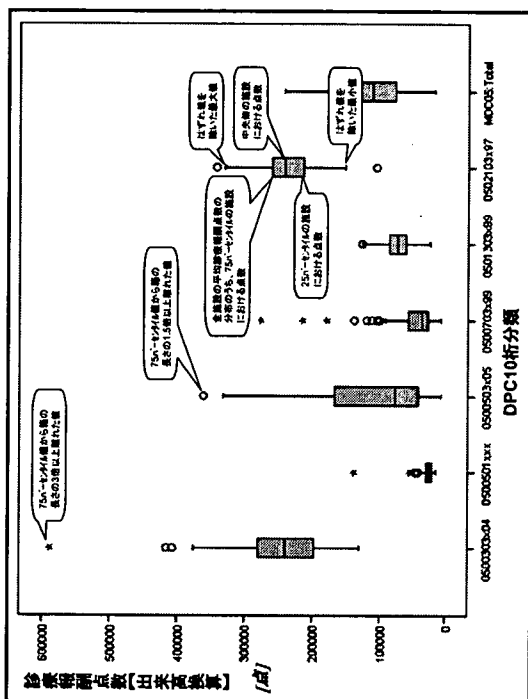 診療報酬点数【出来高換算】
[点]
600000
500000
400000
300000
200000
100000
0
75パーセンタイル値から箱の
長さの3倍以上離れた値
75パーセンタイル値から箱の
長さの1.5倍以上離れた値
全施設の平均診療報酬点数の
分布のうち、75パーセンタイルの施設
における点数
25パーセンタイルの施設
における点数
はずれ値を
除いた最大値
中央値の施設
における点数
はずれ値を
除いた最小値
0500303x04
0500501xxx
0500503x05
0500703x99
0501303x99
0502103x97
MDC05:Total
DPC10桁分類